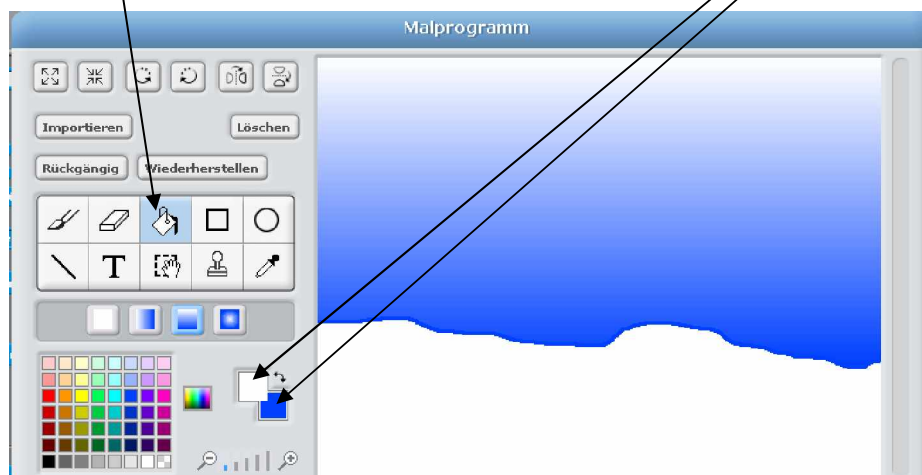 Malprogramm
Importieren
Löschen
Rückgängig
Wiederherstellen
T